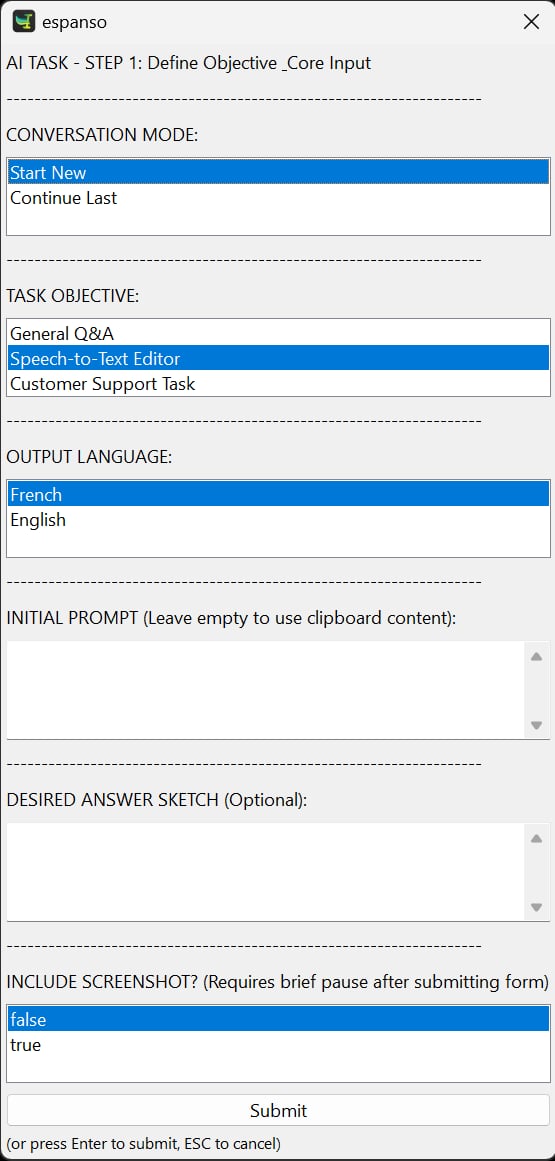 espanso
AI TASK - STEP 1: Define Objective _Core Input
--------------------------------------------------------------------
CONVERSATION MODE:
Start New
Continue Last
--------------------------------------------------------------------
TASK OBJECTIVE:
General Q&A
Speech-to-Text Editor
Customer Support Task
--------------------------------------------------------------------
OUTPUT LANGUAGE:
French
English
--------------------------------------------------------------------
INITIAL PROMPT (Leave empty to use clipboard content):
--------------------------------------------------------------------
DESIRED ANSWER SKETCH (Optional):
--------------------------------------------------------------------
INCLUDE SCREENSHOT? (Requires brief pause after submitting form)
false
true
Submit
(or press Enter to submit, ESC to cancel)